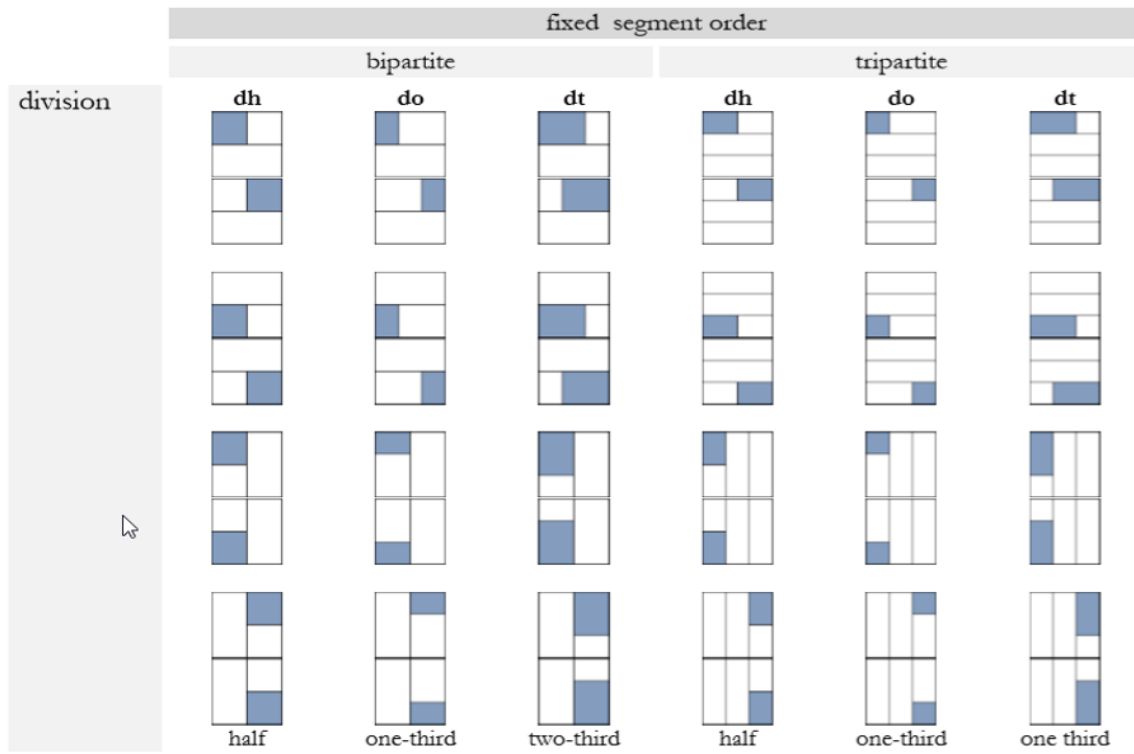 fixed segment order
bipartite tripartite
division dh do dt dh do dt
half one-third two-third half one-third one third